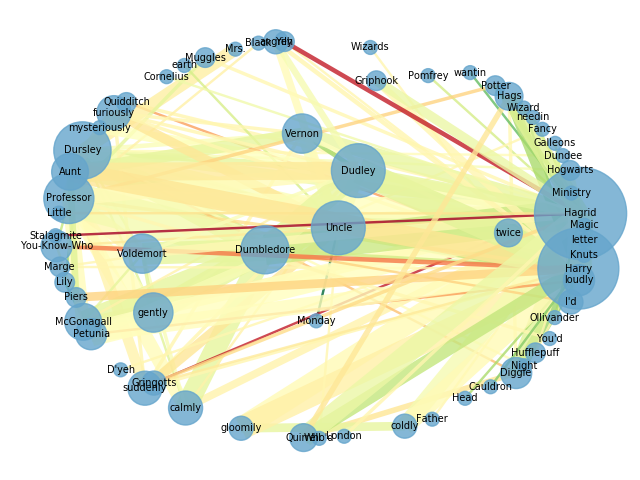 Mrs.
Black
Yeh
Wizards
Muggles
earth
Cornelius
Griphook
Pomfrey
wantin
Potter
Hags
Quidditch
furiously
Wizard
needin
mysteriously
Fancy
Vernon
Galleons
Dursley
Dundee
Aunt
Dudley
Hogwarts
Professor
Ministry
Little
Hagrid
Uncle
Magic
Stalagmite
twice
letter
You-Know-Who
Dumbledore
Voldemort
Knuts
Marge
Harry
Lily
loudly
Piers
I'd
gently
McGonagall
Monday
Ollivander
Petunia
You'd
Hufflepuff
D'yeh
Night
Diggle
Gringotts
suddenly
Cauldron
Head
calmly
Father
gloomily
coldly
London